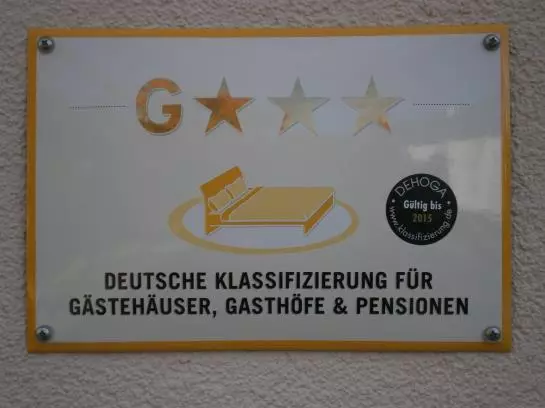 G
DEHOGA
Gültig bis
2015
www.klassifizierung.de
DEUTSCHE KLASSIFIZIERUNG FÜR
GÄSTEHÄUSER, GASTHÖFE & PENSIONEN